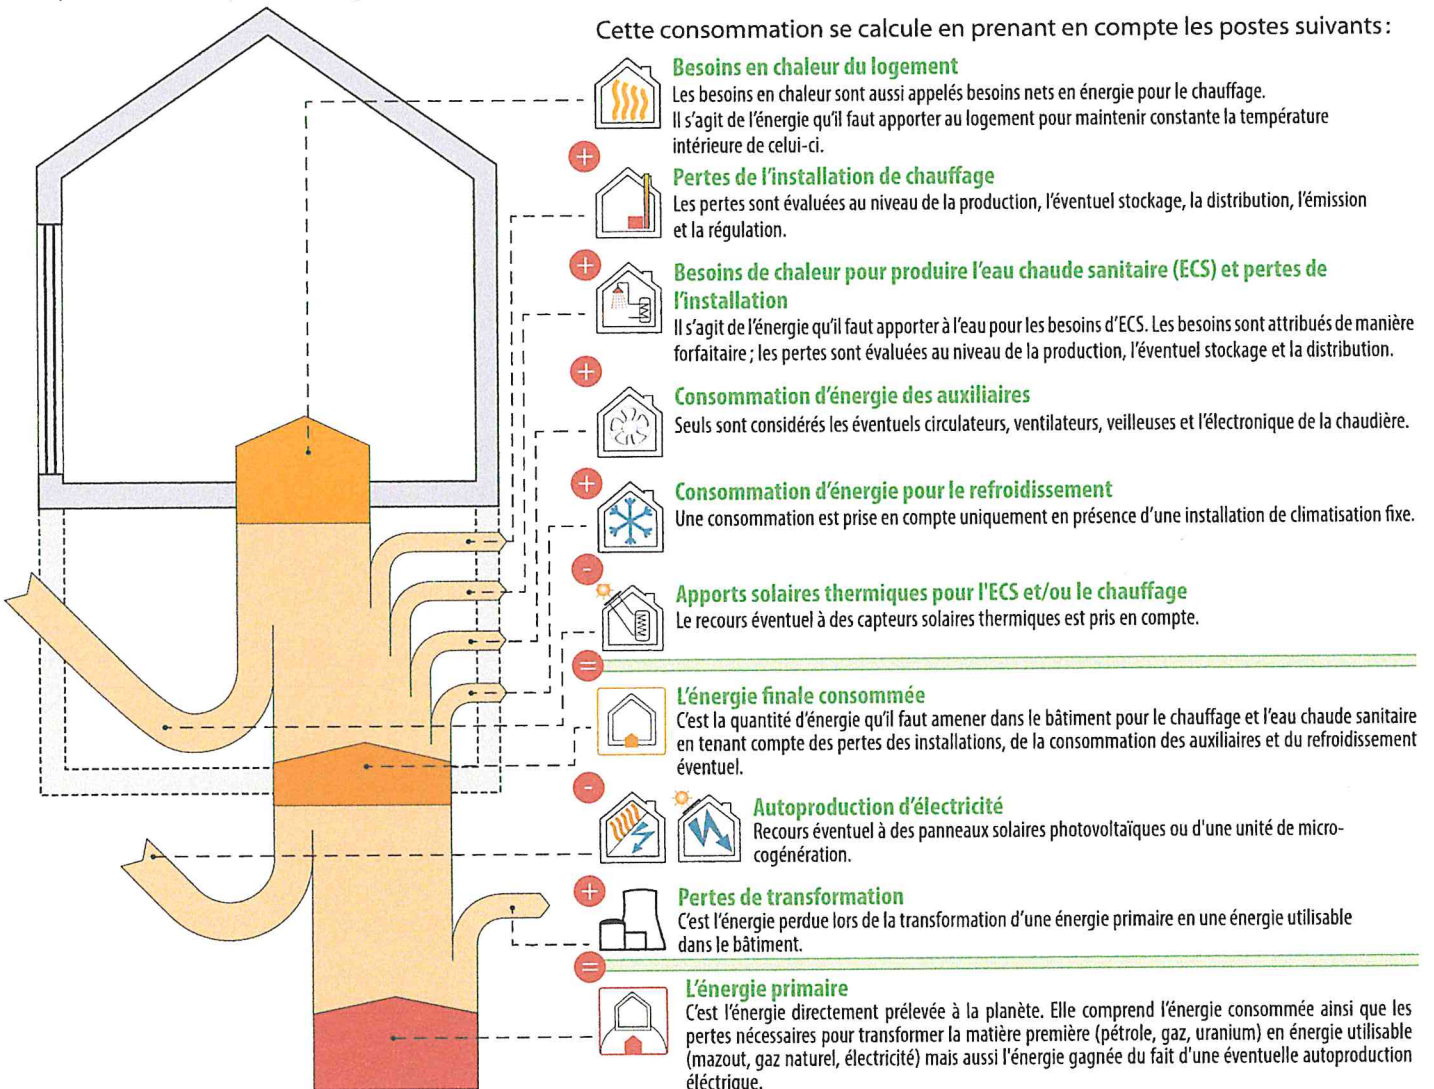 Cette consommation se calcule en prenant en compte les postes suivants :
Besoins en chaleur du logement
Les besoins en chaleur sont aussi appelés besoins nets en énergie pour le chauffage.
Il s'agit de l'énergie qu'il faut apporter au logement pour maintenir constante la température
intérieure de celui-ci.
+
Pertes de l'installation de chauffage
Les pertes sont évaluées au niveau de la production, l'éventuel stockage, la distribution, l'émission
et la régulation.
+
Besoins de chaleur pour produire l'eau chaude sanitaire (ECS) et pertes de
l'installation
Il s'agit de l'énergie qu'il faut apporter à l'eau pour les besoins d'ECS. Les besoins sont attribués de manière
forfaitaire ; les pertes sont évaluées au niveau de la production, l'éventuel stockage et la distribution.
+
Consommation d'énergie des auxiliaires
Seuls sont considérés les éventuels circulateurs, ventilateurs, veilleuses et l'électronique de la chaudière.
+
Consommation d'énergie pour le refroidissement
Une consommation est prise en compte uniquement en présence d'une installation de climatisation fixe.
-
Apports solaires thermiques pour l'ECS et/ou le chauffage
Le recours éventuel à des capteurs solaires thermiques est pris en compte.
=
L'énergie finale consommée
C'est la quantité d'énergie qu'il faut amener dans le bâtiment pour le chauffage et l'eau chaude sanitaire
en tenant compte des pertes des installations, de la consommation des auxiliaires et du refroidissement
éventuel.
-
Autoproduction d'électricité
Recours éventuel à des panneaux solaires photovoltaïques ou d'une unité de micro-
cogénération.
+
Pertes de transformation
C'est l'énergie perdue lors de la transformation d'une énergie primaire en une énergie utilisable
dans le bâtiment.
=
L'énergie primaire
C'est l'énergie directement prélevée à la planète. Elle comprend l'énergie consommée ainsi que les
pertes nécessaires pour transformer la matière première (pétrole, gaz, uranium) en énergie utilisable
(mazout, gaz naturel, électricité) mais aussi l'énergie gagnée du fait d'une éventuelle autoproduction
éléctrique.